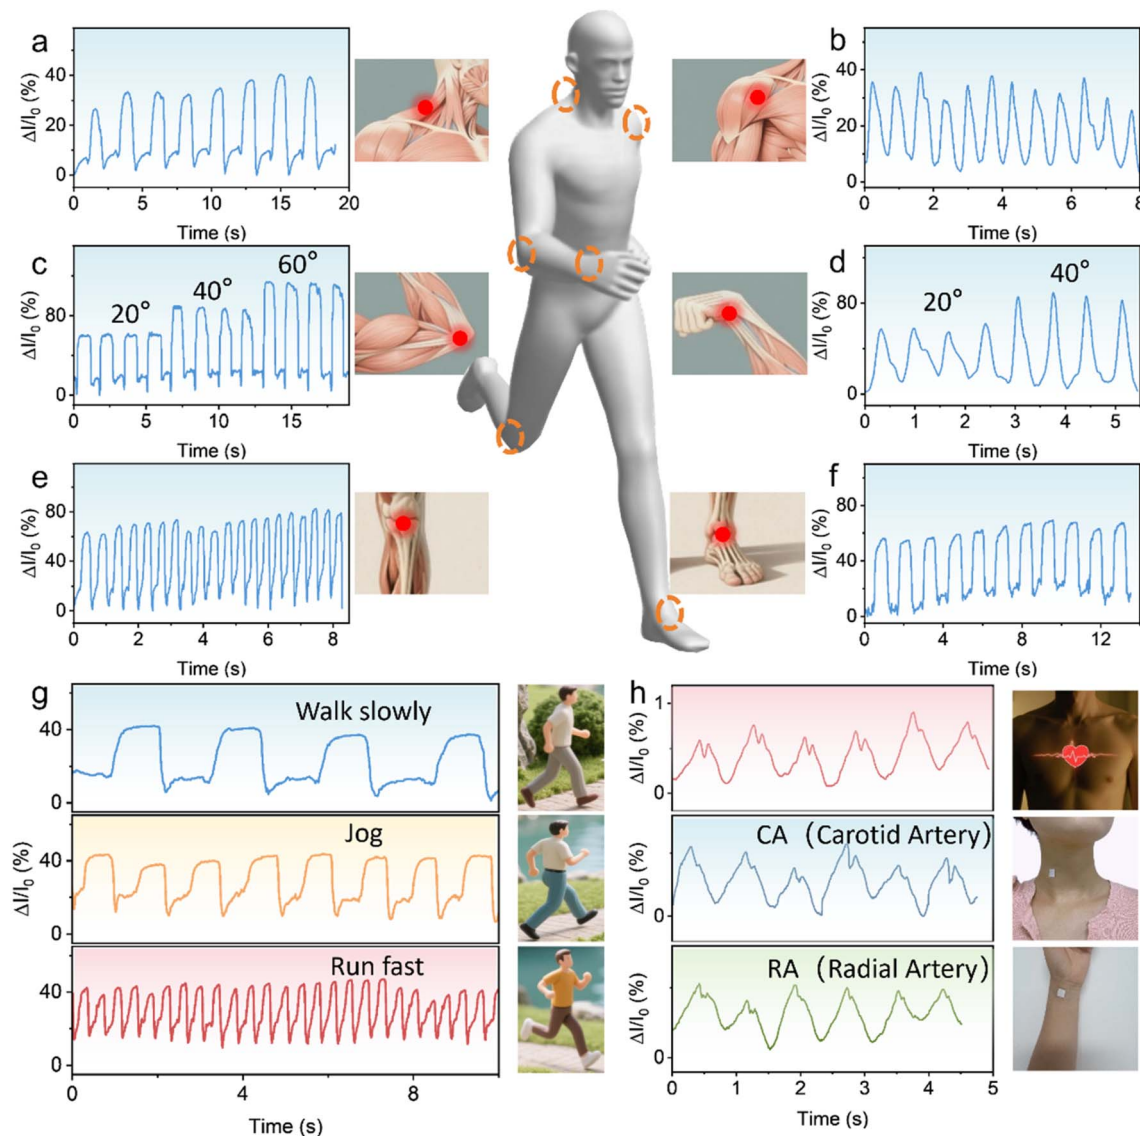 a
ΔI/I₀ (%)
40
20
0
0 5 10 15 20
Time (s)
b
ΔI/I₀ (%)
40
20
0
0 2 4 6 8
Time (s)
c
20°
40°
60°
ΔI/I₀ (%)
80
0
0 5 10 15
Time (s)
d
20°
40°
ΔI/I₀ (%)
80
0
0 1 2 3 4 5
Time (s)
e
ΔI/I₀ (%)
80
40
0
0 2 4 6 8
Time (s)
f
ΔI/I₀ (%)
80
40
0
0 4 8 12
Time (s)
g
Walk slowly
40
0
Jog
ΔI/I₀ (%)
40
0
Run fast
40
0
0 4 8
Time (s)
h
ΔI/I₀ (%)
1
0
CA (Carotid Artery)
ΔI/I₀ (%)
0
RA (Radial Artery)
ΔI/I₀ (%)
0
0 1 2 3 4 5
Time (s)